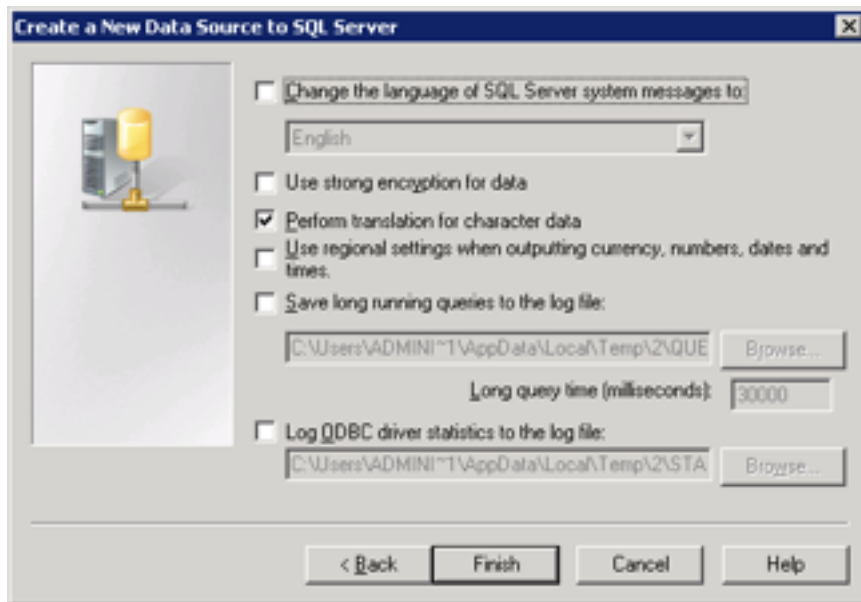 Create a New Data Source to SQL Server
Change the language of SQL Server system messages to:
English
Use strong encryption for data
Perform translation for character data
Use regional settings when outputting currency, numbers, dates and
times.
Save long running queries to the log file:
C:\Users\ADMINI~1\AppData\Local\Temp\2\QUE
Browse...
Long query time (milliseconds):
30000
Log ODBC driver statistics to the log file:
C:\Users\ADMINI~1\AppData\Local\Temp\2\STA
Browse...
< Back
Finish
Cancel
Help